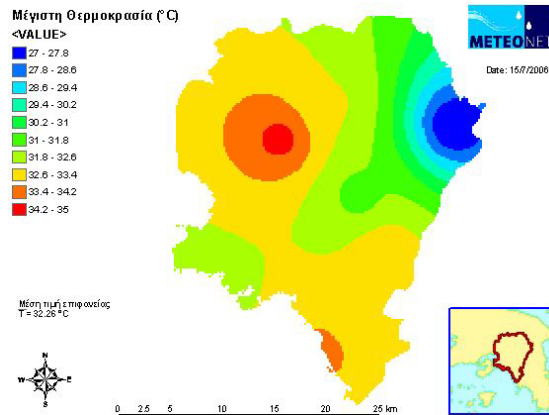 Μέγιστη Θερμοκρασία (°C)
<VALUE>
27 - 27.8
27.8 - 28.6
28.6 - 29.4
29.4 - 30.2
30.2 - 31
31 - 31.8
31.8 - 32.6
32.6 - 33.4
33.4 - 34.2
34.2 - 35
METEONET
Date: 15/7/2006
Μέση τιμή επιφανείας
T = 32.26 °C
N
W E
S
0 2.5 5 10 15 20 25 km